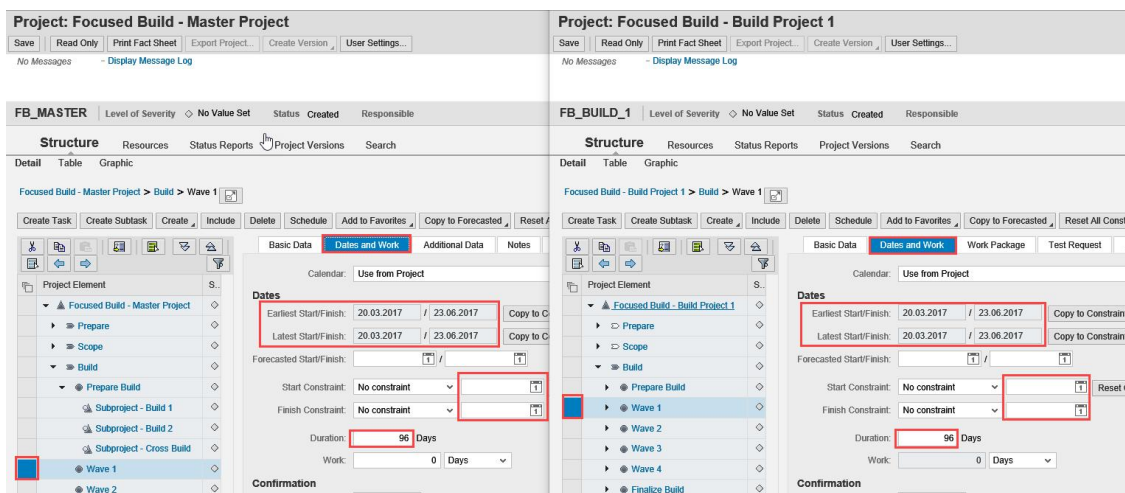 Project: Focused Build - Master Project
Save Read Only Print Fact Sheet Export Project... Create Version User Settings...
No Messages - Display Message Log
FB_MASTER Level of Severity No Value Set Status Created Responsible
Structure Resources Status Reports Project Versions Search
Detail Table Graphic
Focused Build - Master Project > Build > Wave 1
Create Task Create Subtask Create Include Delete Schedule Add to Favorites Copy to Forecasted Reset A
Basic Data Dates and Work Additional Data Notes
Calendar: Use from Project
Project Element S..
Dates
Focused Build - Master Project
Earliest Start/Finish: 20.03.2017 / 23.06.2017 Copy to C
Prepare
Latest Start/Finish: 20.03.2017 / 23.06.2017 Copy to C
Scope
Forecasted Start/Finish: /
Build
Start Constraint: No constraint
Prepare Build
Finish Constraint: No constraint
Subproject - Build 1
Subproject - Build 2
Duration: 96 Days
Subproject - Cross Build
Work: 0 Days
Wave 1
Confirmation
Wave 2
Project: Focused Build - Build Project 1
Save Read Only Print Fact Sheet Export Project... Create Version User Settings...
No Messages - Display Message Log
FB_BUILD_1 Level of Severity No Value Set Status Created Responsible
Structure Resources Status Reports Project Versions Search
Detail Table Graphic
Focused Build - Build Project 1 > Build > Wave 1
Create Task Create Subtask Create Include Delete Schedule Add to Favorites Copy to Forecasted Reset All Const
Basic Data Dates and Work Work Package Test Request
Calendar: Use from Project
Project Element S..
Dates
Focused Build - Build Project 1
Earliest Start/Finish: 20.03.2017 / 23.06.2017 Copy to Constraint
Prepare
Latest Start/Finish: 20.03.2017 / 23.06.2017 Copy to Constraint
Scope
Forecasted Start/Finish: /
Build
Start Constraint: No constraint Reset
Prepare Build
Finish Constraint: No constraint
Wave 1
Wave 2
Duration: 96 Days
Wave 3
Work: 0 Days
Wave 4
Confirmation
Finalize Build